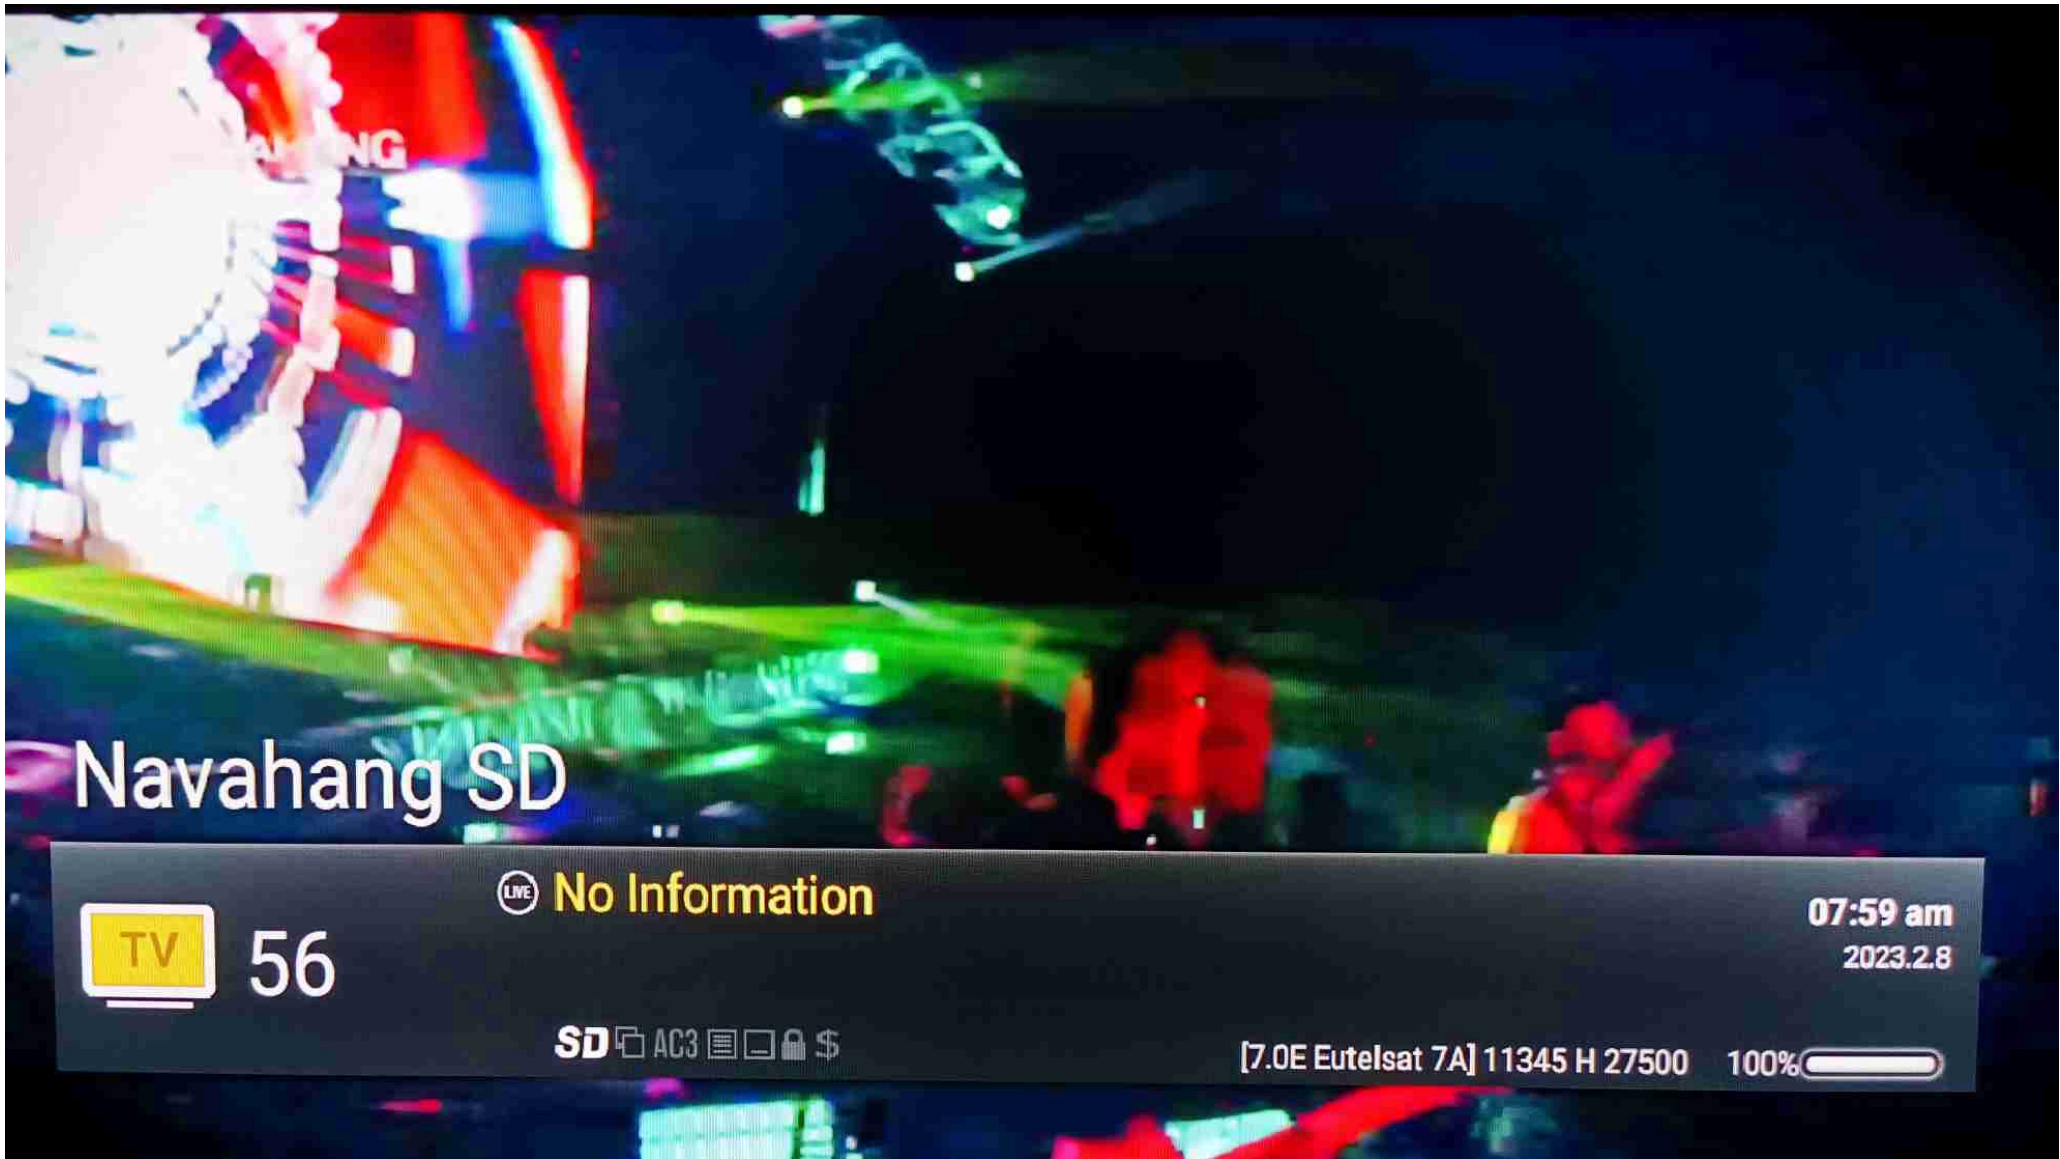 Navahang SD
LIVE No Information
07:59 am
TV 56
2023.2.8
SD AC3 $
[7.0E Eutelsat 7A] 11345 H 27500 100%